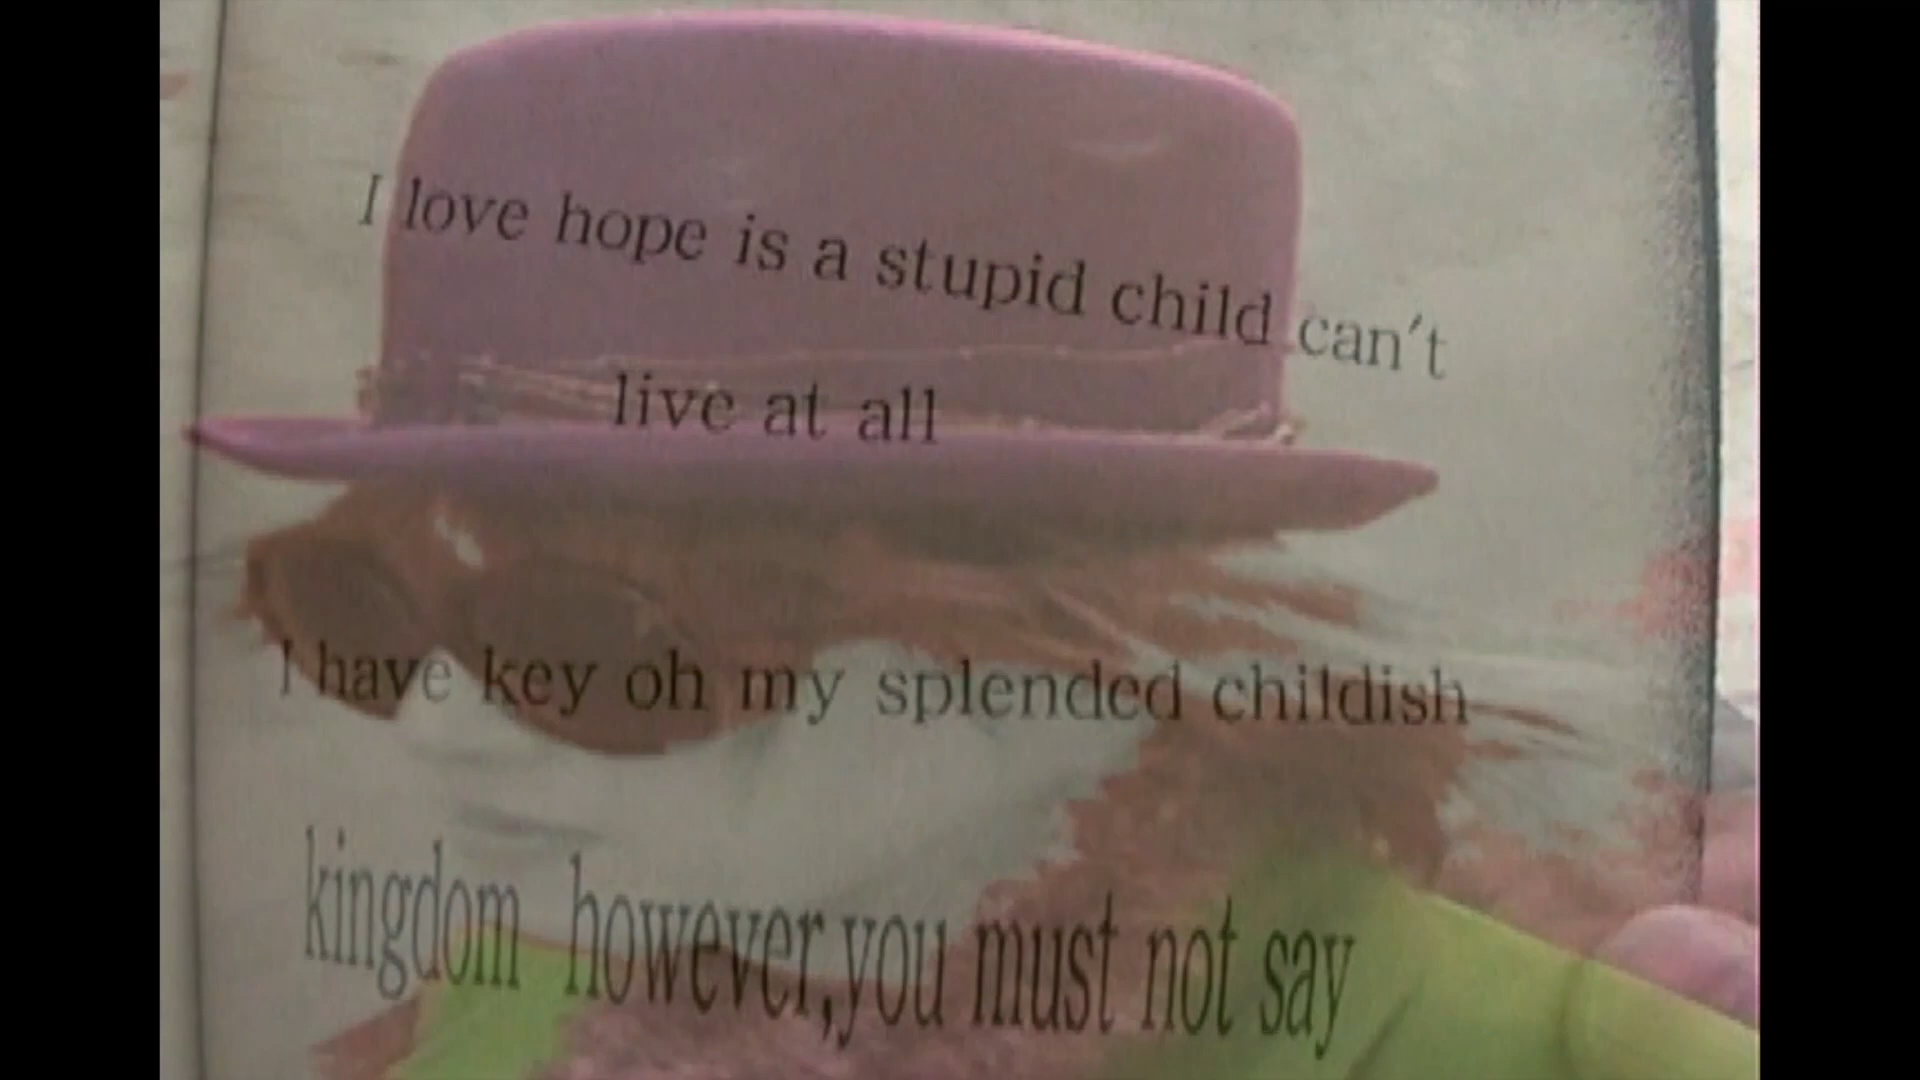 I love hope is a stupid child can't
live at all
I have key oh my splended childish
kingdom however,you must not say